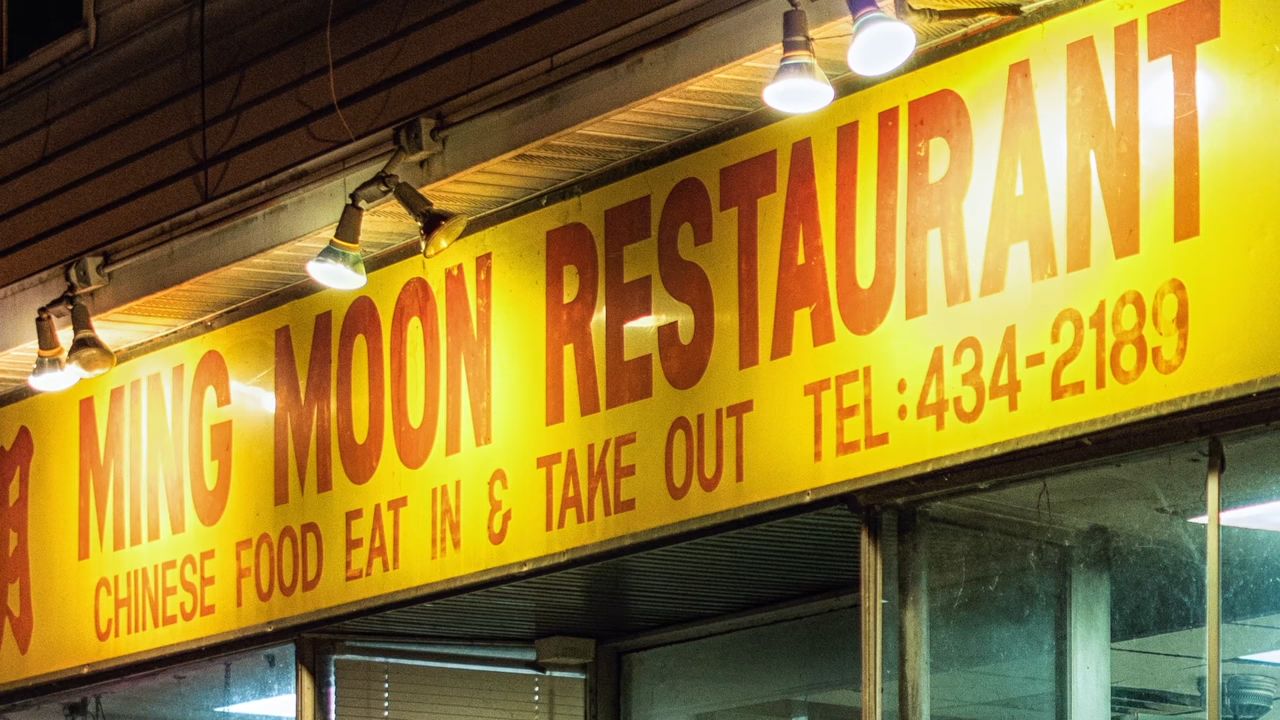 MING MOON RESTAURANT
CHINESE FOOD EAT IN & TAKE OUT TEL:434-2189